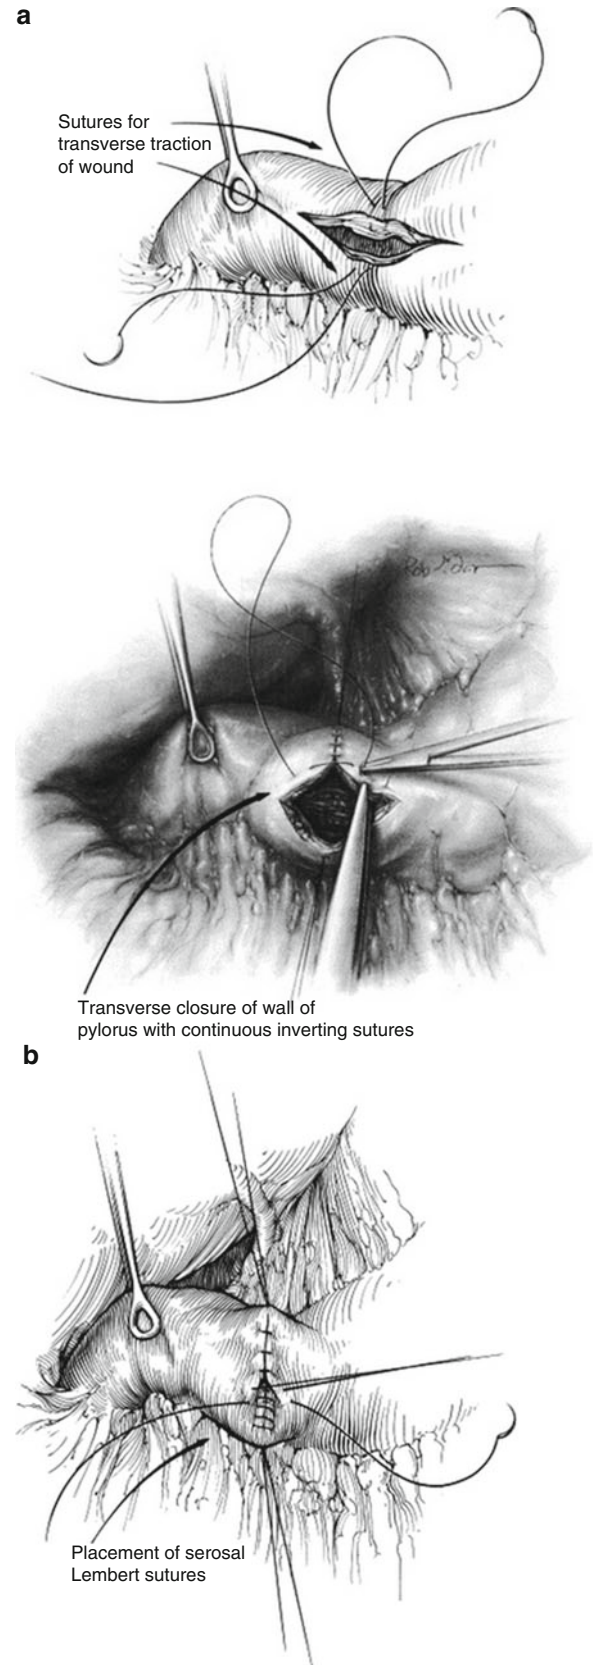 a
Sutures for
transverse traction
of wound
Transverse closure of wall of
pylorus with continuous inverting sutures
b
Placement of serosal
Lembert sutures